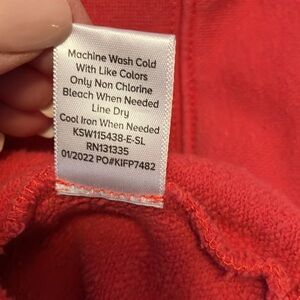 Machine Wash Cold
With Like Colors
Only Non Chlorine
Bleach When Needed
Line Dry
Cool Iron When Needed
KSW115438-E-SL
RN131335
01/2022 PO#KIFP7482